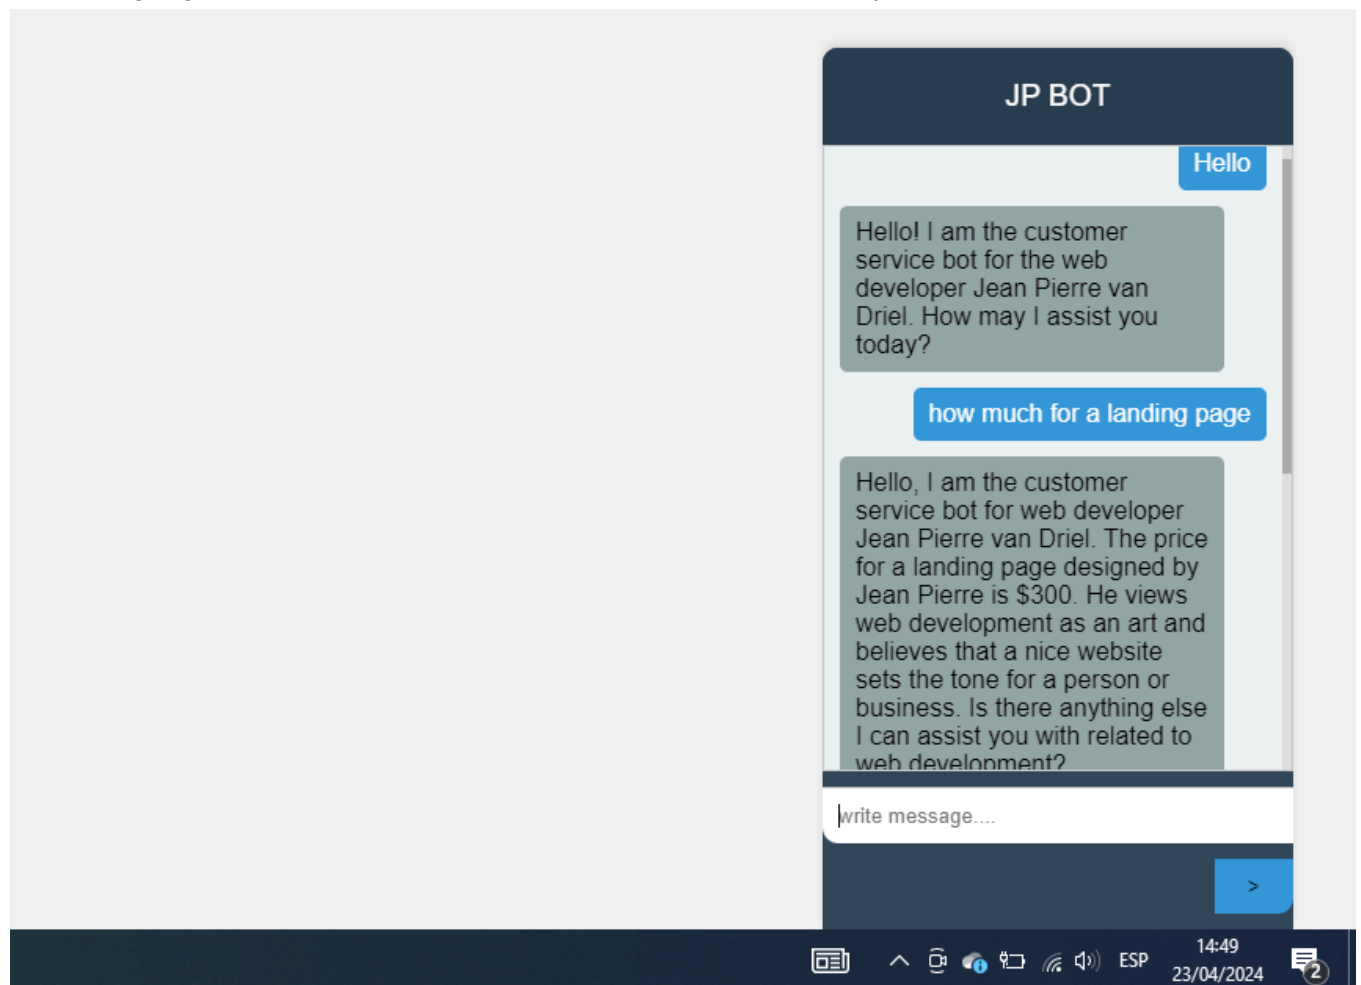 JP BOT
Hello
Hello! I am the customer
service bot for the web
developer Jean Pierre van
Driel. How may I assist you
today?
how much for a landing page
Hello, I am the customer
service bot for web developer
Jean Pierre van Driel. The price
for a landing page designed by
Jean Pierre is $300. He views
web development as an art and
believes that a nice website
sets the tone for a person or
business. Is there anything else
I can assist you with related to
web development?
write message....
>
ESP
14:49
23/04/2024
2